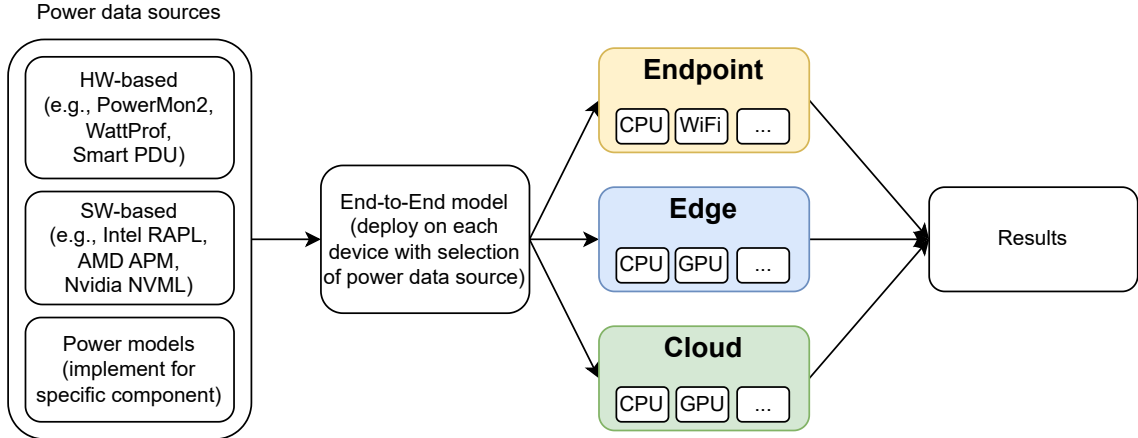 Power data sources
HW-based
(e.g., PowerMon2,
WattProf,
Smart PDU)
SW-based
(e.g., Intel RAPL,
AMD APM,
Nvidia NVML)
Power models
(implement for
specific component)
End-to-End model
(deploy on each
device with selection
of power data source)
Endpoint
CPU WiFi ...
Edge
CPU GPU ...
Cloud
CPU GPU ...
Results